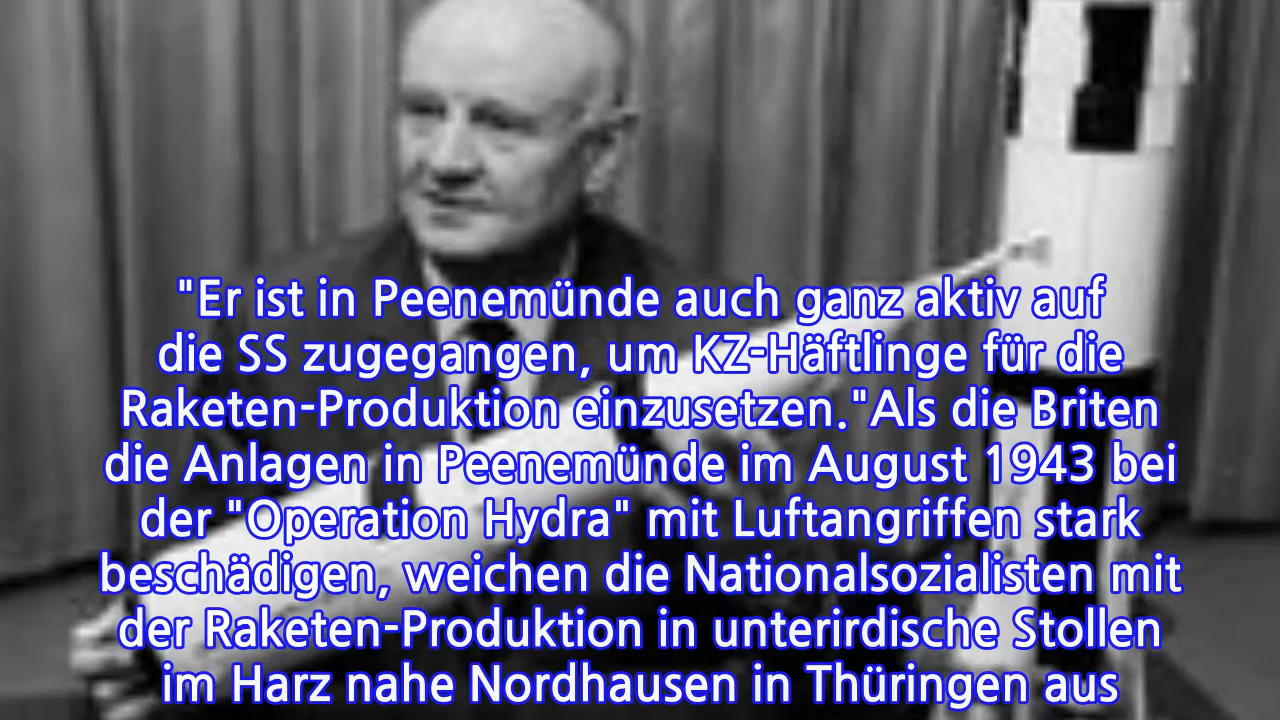 "Er ist in Peenemünde auch ganz aktiv auf
die SS zugegangen, um KZ-Häftlinge für die
Raketen-Produktion einzusetzen."Als die Briten
die Anlagen in Peenemünde im August 1943 bei
der "Operation Hydra" mit Luftangriffen stark
beschädigen, weichen die Nationalsozialisten mit
der Raketen-Produktion in unterirdische Stollen
im Harz nahe Nordhausen in Thüringen aus